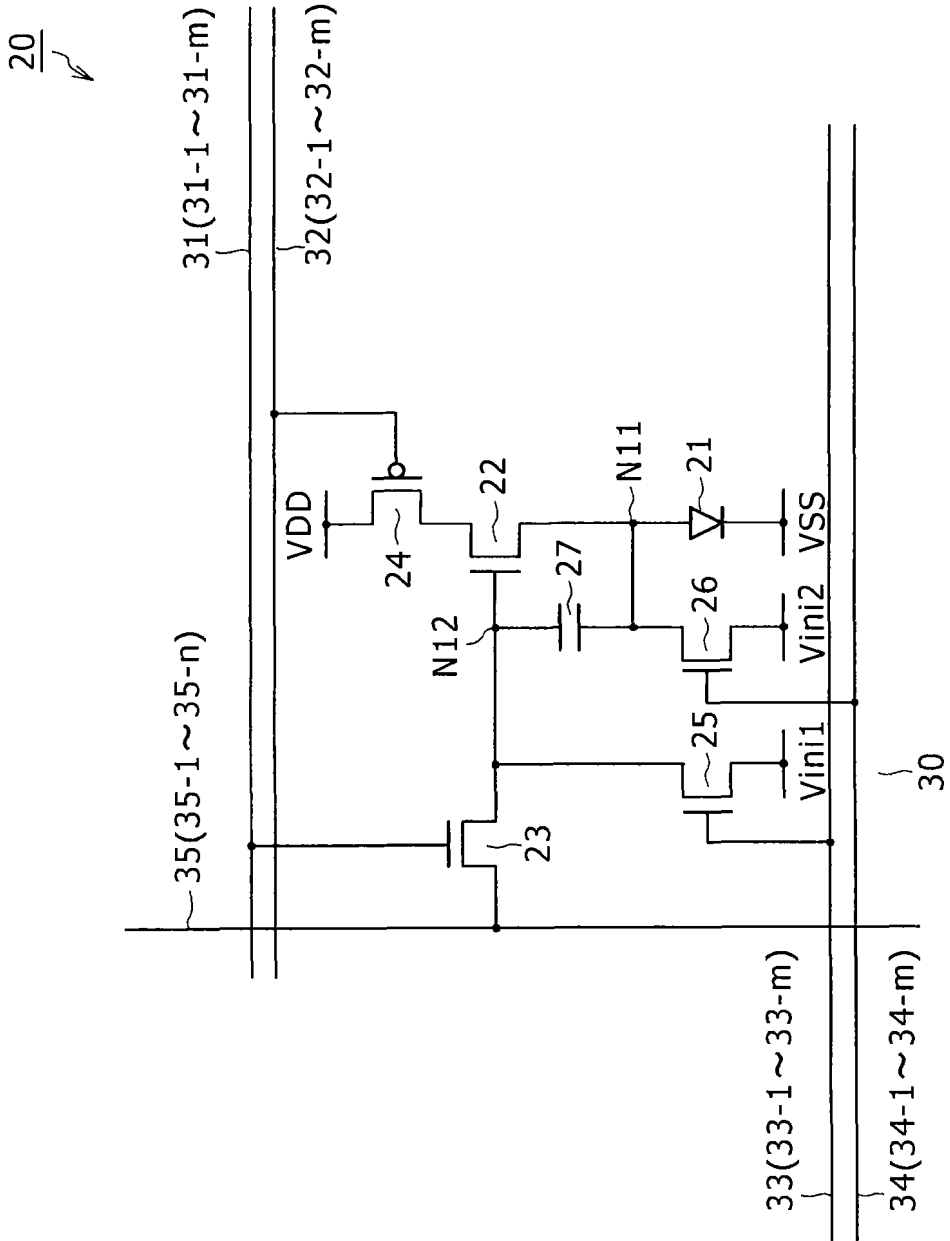 20
31(31-1～31-m)
32(32-1～32-m)
35(35-1～35-n)
VDD
24
22
N12
27
N11
23
25
26
21
Vini1
Vini2
VSS
33(33-1～33-m)
34(34-1～34-m)
30